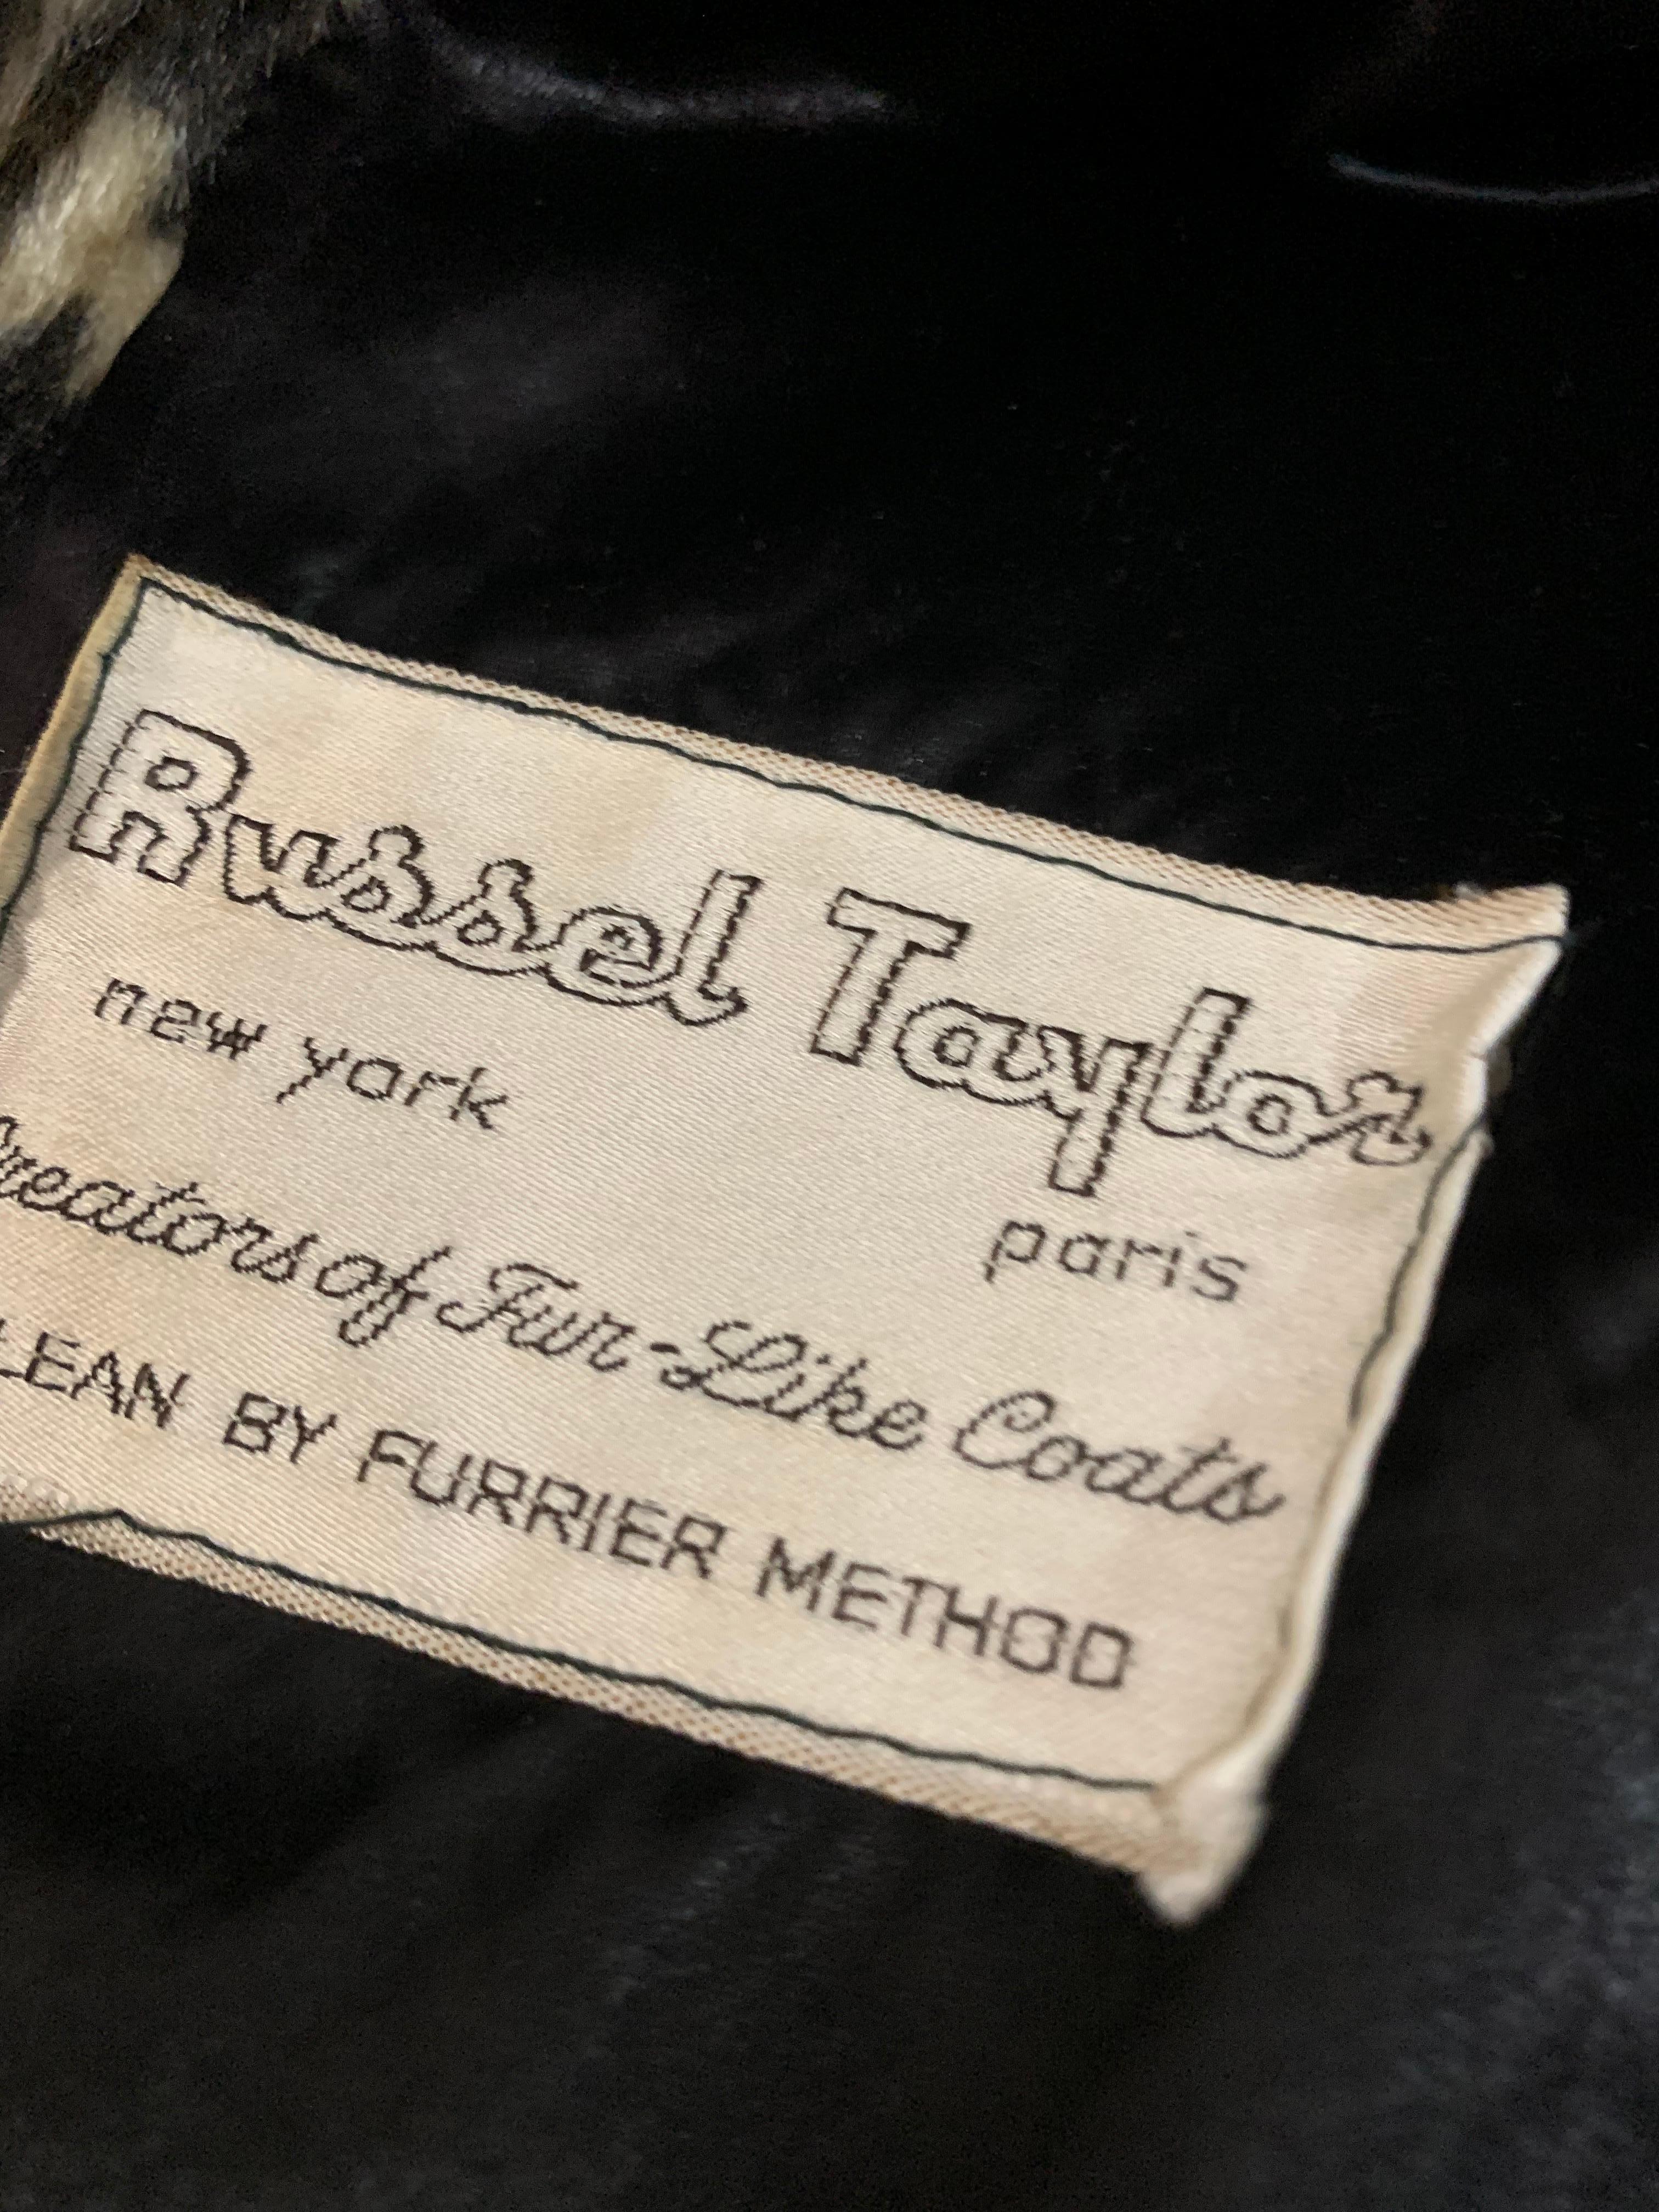 Russel Taylor
new york
paris
Creators of Fur-Like Coats
CLEAN BY FURRIER METHOD